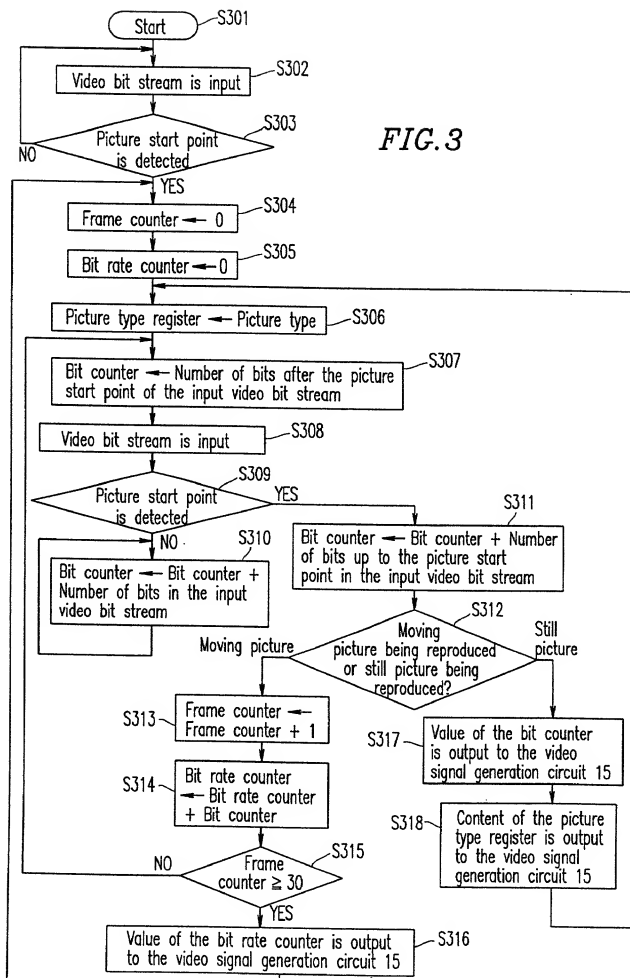 Start
S301
Video bit stream is input
S302
FIG.3
Picture start point
is detected
S303
NO
YES
Frame counter ← 0
S304
Bit rate counter ← 0
S305
Picture type register ← Picture type
S306
Bit counter ← Number of bits after the picture
start point of the input video bit stream
S307
Video bit stream is input
S308
Picture start point
is detected
S309
YES
NO
Bit counter ← Bit counter +
Number of bits in the input
video bit stream
S310
Bit counter ← Bit counter + Number
of bits up to the picture start
point in the input video bit stream
S311
Moving
picture being reproduced
or still picture being
reproduced?
S312
Moving picture
Still
picture
S313
Frame counter ←
Frame counter + 1
S314
Bit rate counter
← Bit rate counter
+ Bit counter
Frame
counter ≧ 30
S315
NO
YES
Value of the bit rate counter is output
to the video signal generation circuit 15
S316
S317
Value of the bit counter
is output to the video
signal generation circuit 15
S318
Content of the picture
type register is output
to the video signal
generation circuit 15